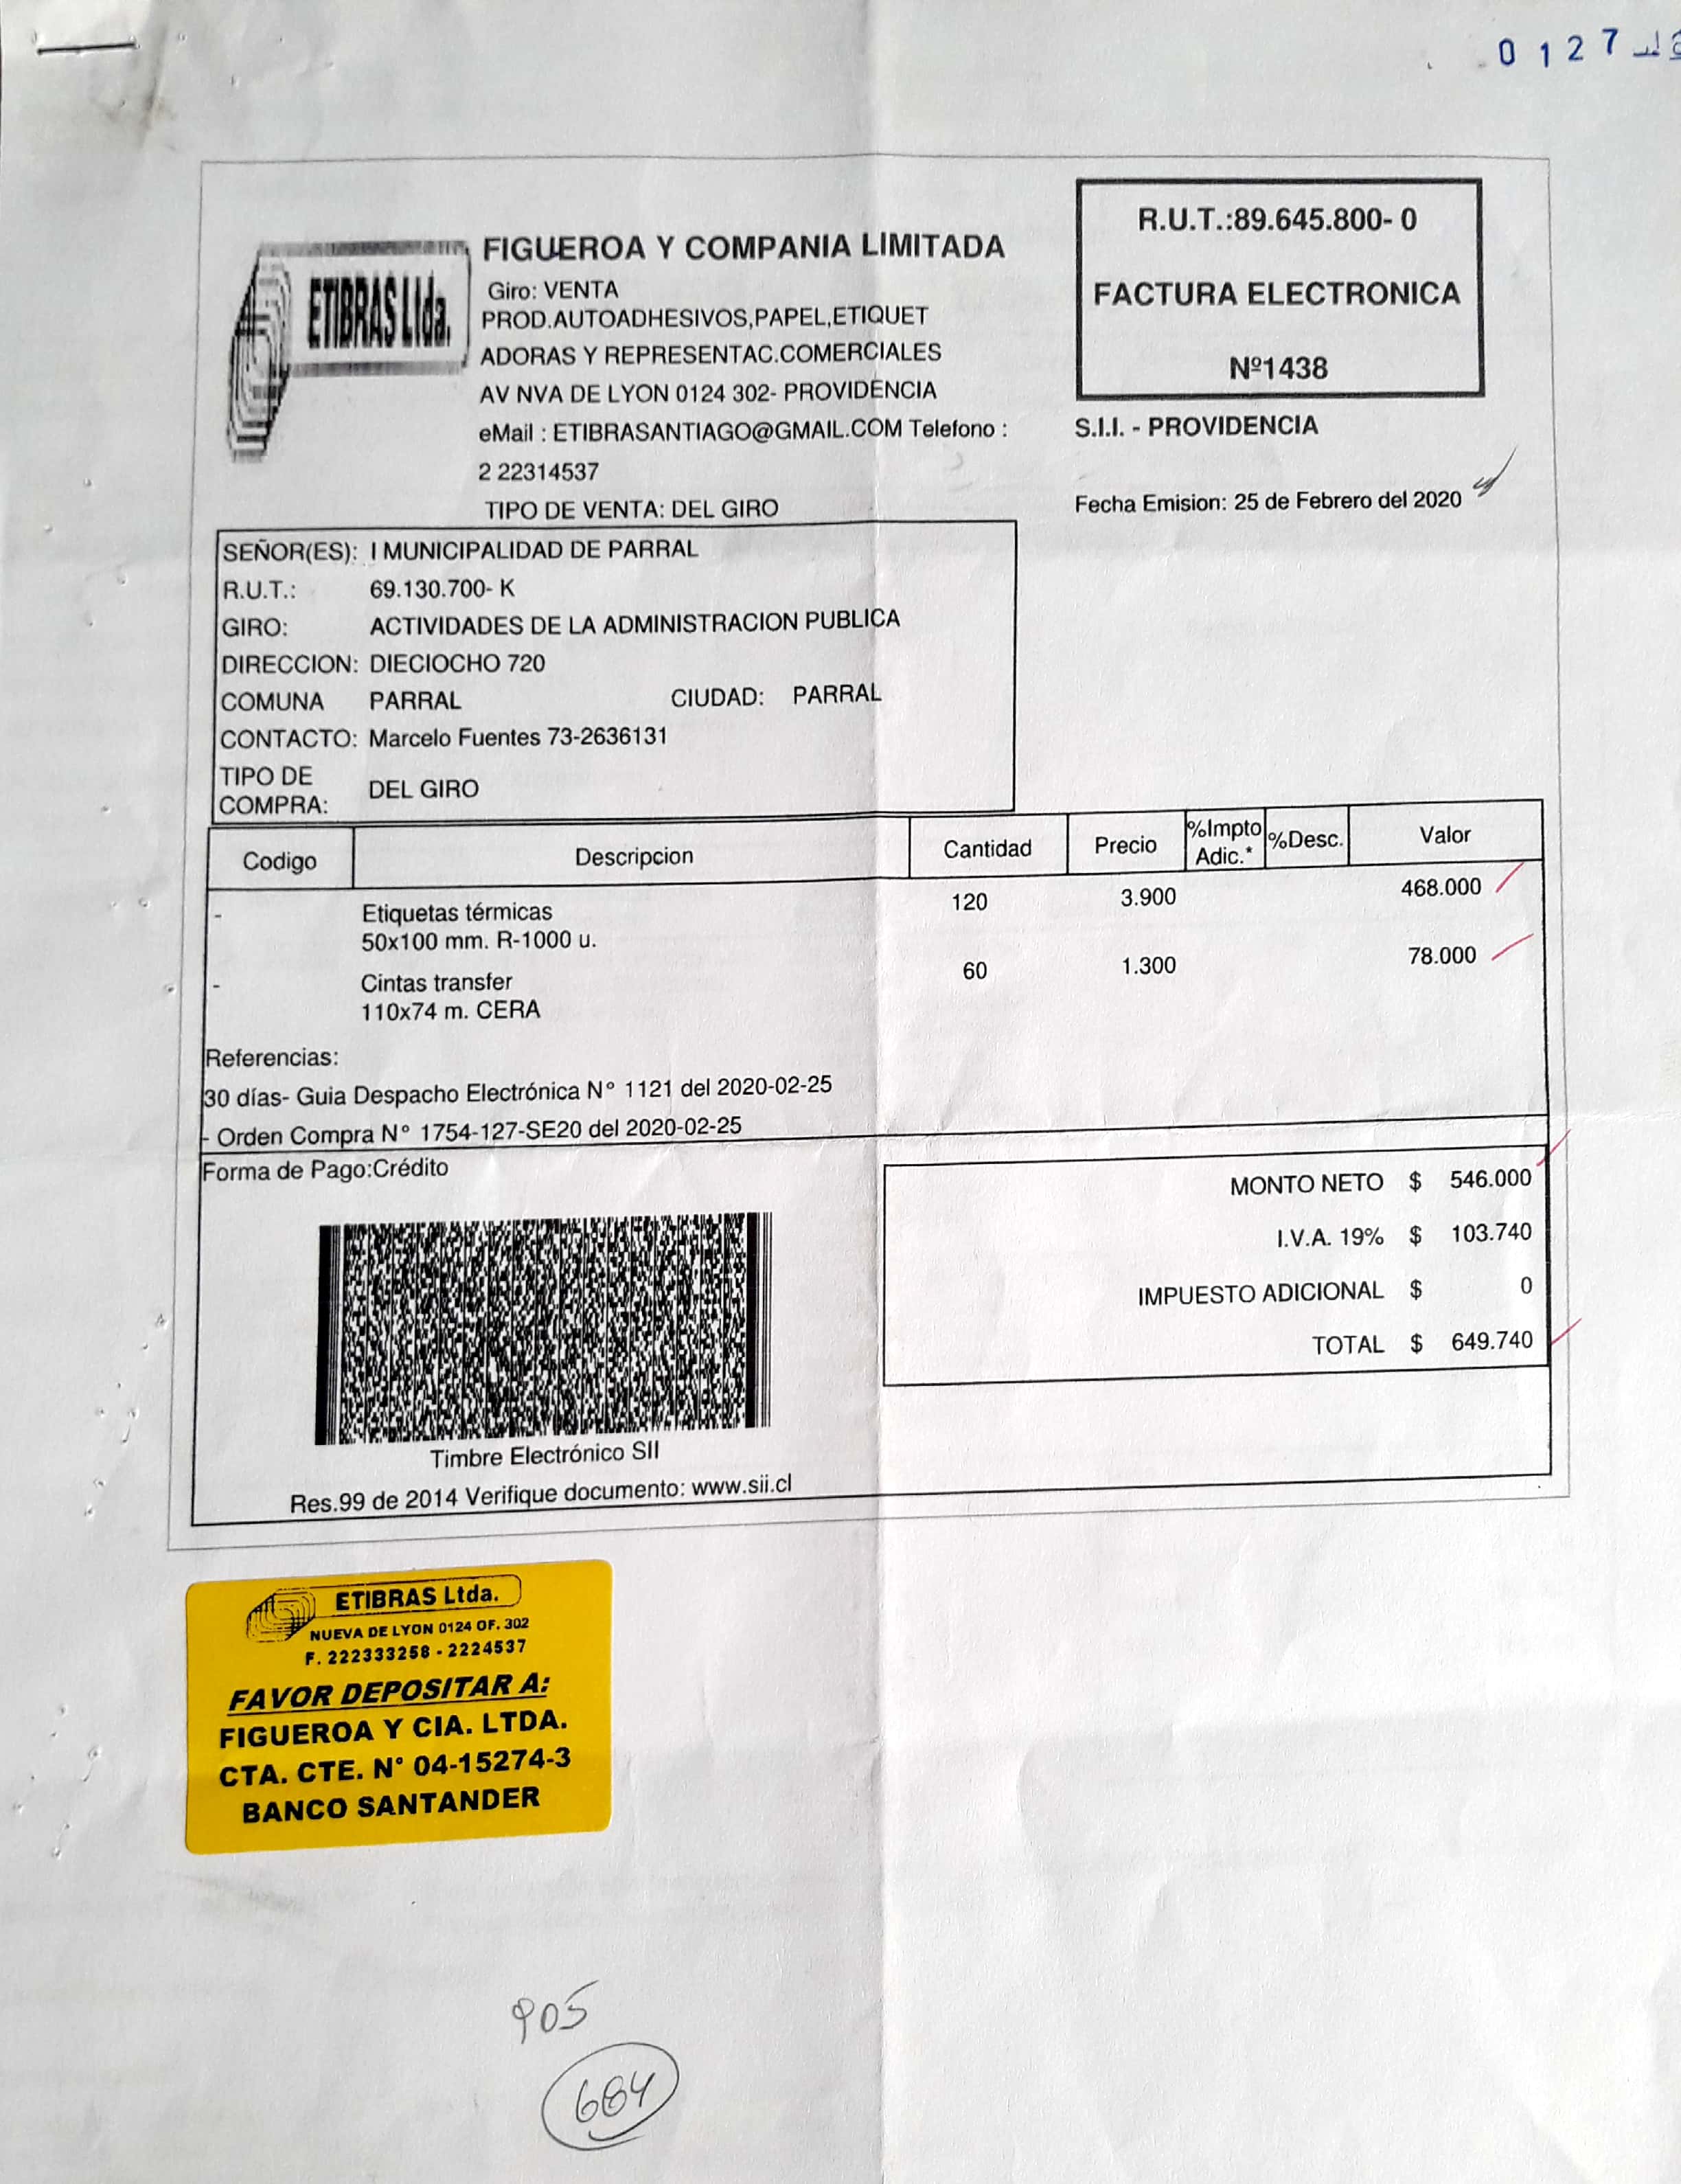 0 1 2 7
ETIBRAS Ltda.
FIGUEROA Y COMPANIA LIMITADA
Giro: VENTA
PROD.AUTOADHESIVOS,PAPEL,ETIQUET
ADORAS Y REPRESENTAC.COMERCIALES
AV NVA DE LYON 0124 302- PROVIDENCIA
eMail : ETIBRASANTIAGO@GMAIL.COM Telefono :
2 22314537
TIPO DE VENTA: DEL GIRO
R.U.T.:89.645.800- 0
FACTURA ELECTRONICA
Nº1438
S.I.I. - PROVIDENCIA
Fecha Emision: 25 de Febrero del 2020
SEÑOR(ES): I MUNICIPALIDAD DE PARRAL
R.U.T.: 69.130.700- K
GIRO: ACTIVIDADES DE LA ADMINISTRACION PUBLICA
DIRECCION: DIECIOCHO 720
COMUNA PARRAL CIUDAD: PARRAL
CONTACTO: Marcelo Fuentes 73-2636131
TIPO DE
COMPRA: DEL GIRO
Codigo Descripcion Cantidad Precio %Impto Adic.* %Desc. Valor
- Etiquetas térmicas 120 3.900 468.000
50x100 mm. R-1000 u.
- Cintas transfer 60 1.300 78.000
110x74 m. CERA
Referencias:
30 días- Guia Despacho Electrónica N° 1121 del 2020-02-25
- Orden Compra N° 1754-127-SE20 del 2020-02-25
Forma de Pago:Crédito
MONTO NETO $ 546.000
I.V.A. 19% $ 103.740
IMPUESTO ADICIONAL $ 0
TOTAL $ 649.740
Timbre Electrónico SII
Res.99 de 2014 Verifique documento: www.sii.cl
ETIBRAS Ltda.
NUEVA DE LYON 0124 OF. 302
F. 222333258 - 2224537
FAVOR DEPOSITAR A:
FIGUEROA Y CIA. LTDA.
CTA. CTE. N° 04-15274-3
BANCO SANTANDER
905
684